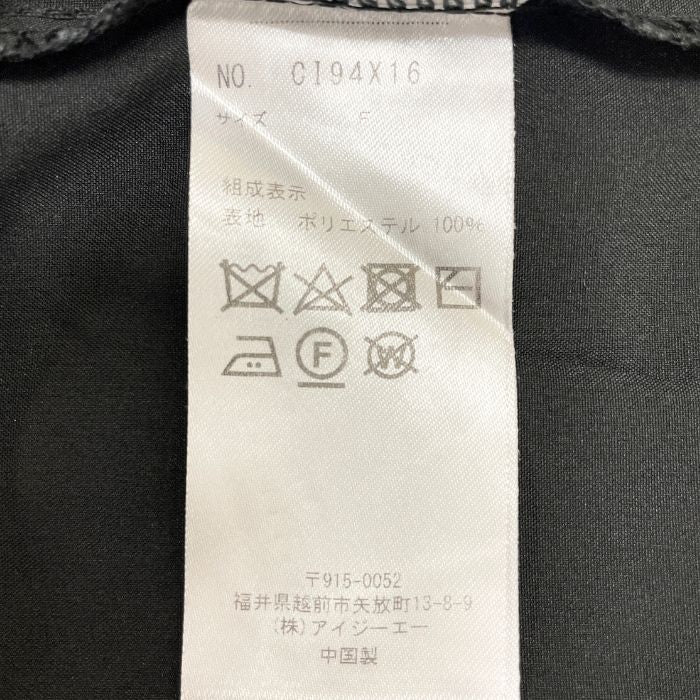 NO. CI94X16
サイズ F
組成表示
表地 ポリエステル 100%
F W
〒915-0052
福井県越前市矢放町13-8-9
(株)アイジーエー
中国製